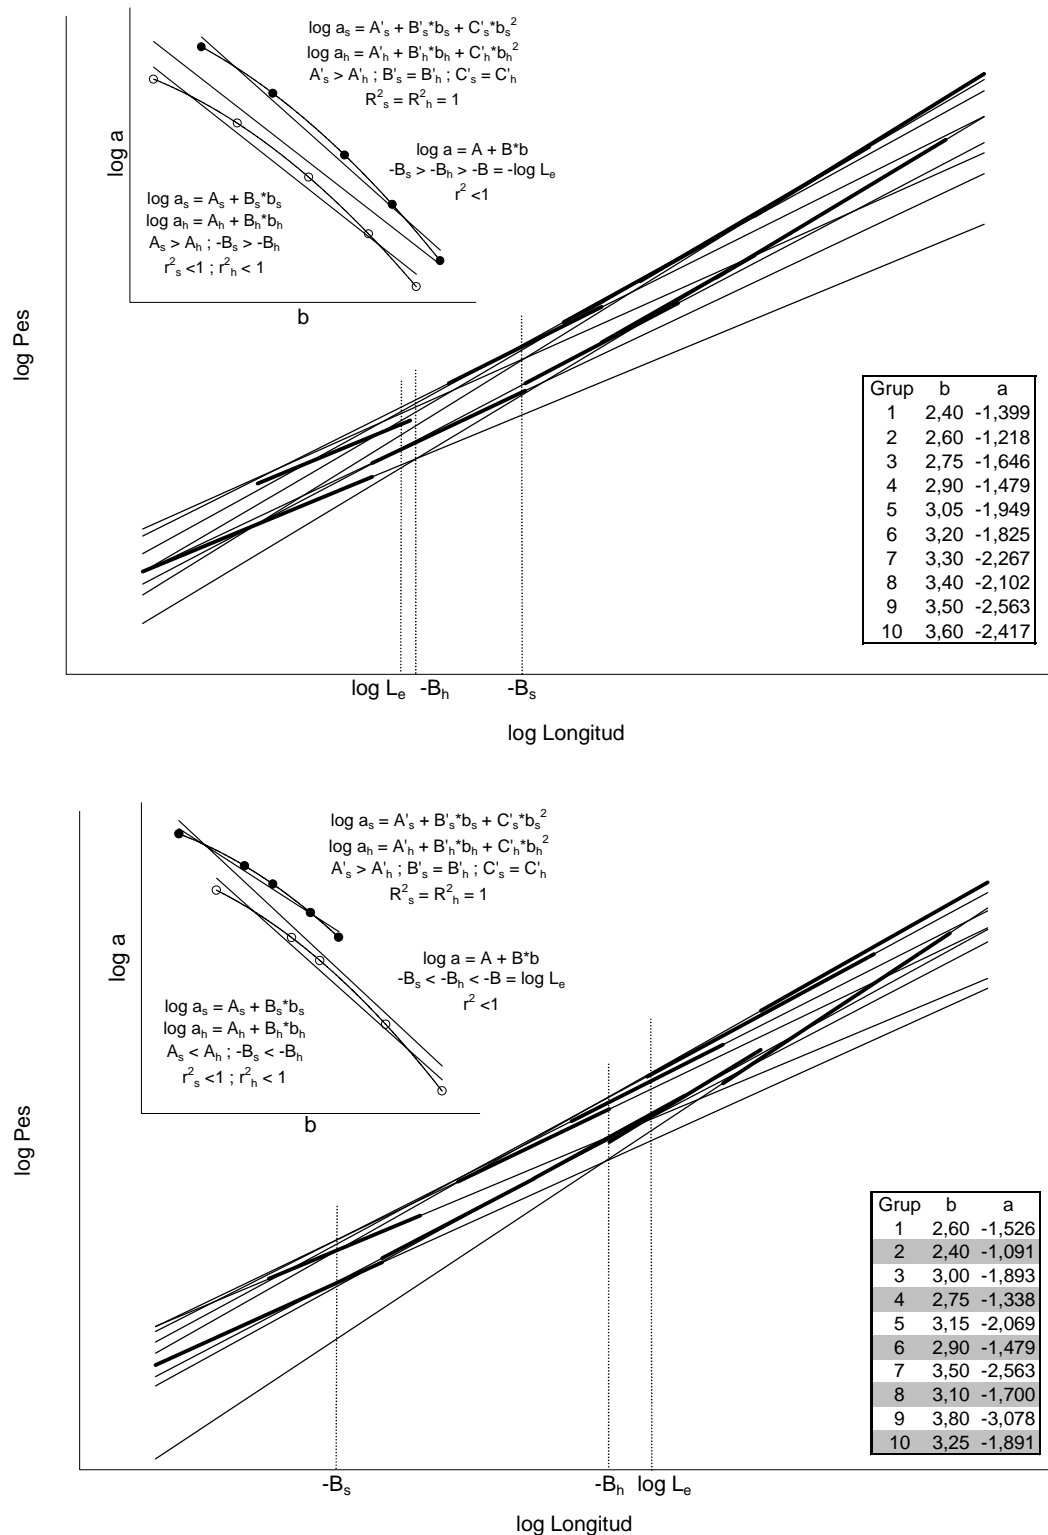 log a_s = A'_s + B'_s*b_s + C'_s*b_s^2
log a_h = A'_h + B'_h*b_h + C'_h*b_h^2
A'_s > A'_h ; B'_s = B'_h ; C'_s = C'_h
R^2_s = R^2_h = 1
log a = A + B*b
-B_s > -B_h > -B = -log L_e
r^2 <1
log a_s = A_s + B_s*b_s
log a_h = A_h + B_h*b_h
A_s > A_h ; -B_s > -B_h
r^2_s <1 ; r^2_h < 1
log a
b
log Pes
Grup b a
1 2,40 -1,399
2 2,60 -1,218
3 2,75 -1,646
4 2,90 -1,479
5 3,05 -1,949
6 3,20 -1,825
7 3,30 -2,267
8 3,40 -2,102
9 3,50 -2,563
10 3,60 -2,417
log L_e -B_h -B_s
log Longitud
log a_s = A'_s + B'_s*b_s + C'_s*b_s^2
log a_h = A'_h + B'_h*b_h + C'_h*b_h^2
A'_s > A'_h ; B'_s = B'_h ; C'_s = C'_h
R^2_s = R^2_h = 1
log a = A + B*b
-B_s < -B_h < -B = log L_e
r^2 <1
log a_s = A_s + B_s*b_s
log a_h = A_h + B_h*b_h
A_s < A_h ; -B_s < -B_h
r^2_s <1 ; r^2_h < 1
log a
b
log Pes
Grup b a
1 2,60 -1,526
2 2,40 -1,091
3 3,00 -1,893
4 2,75 -1,338
5 3,15 -2,069
6 2,90 -1,479
7 3,50 -2,563
8 3,10 -1,700
9 3,80 -3,078
10 3,25 -1,891
-B_s -B_h log L_e
log Longitud